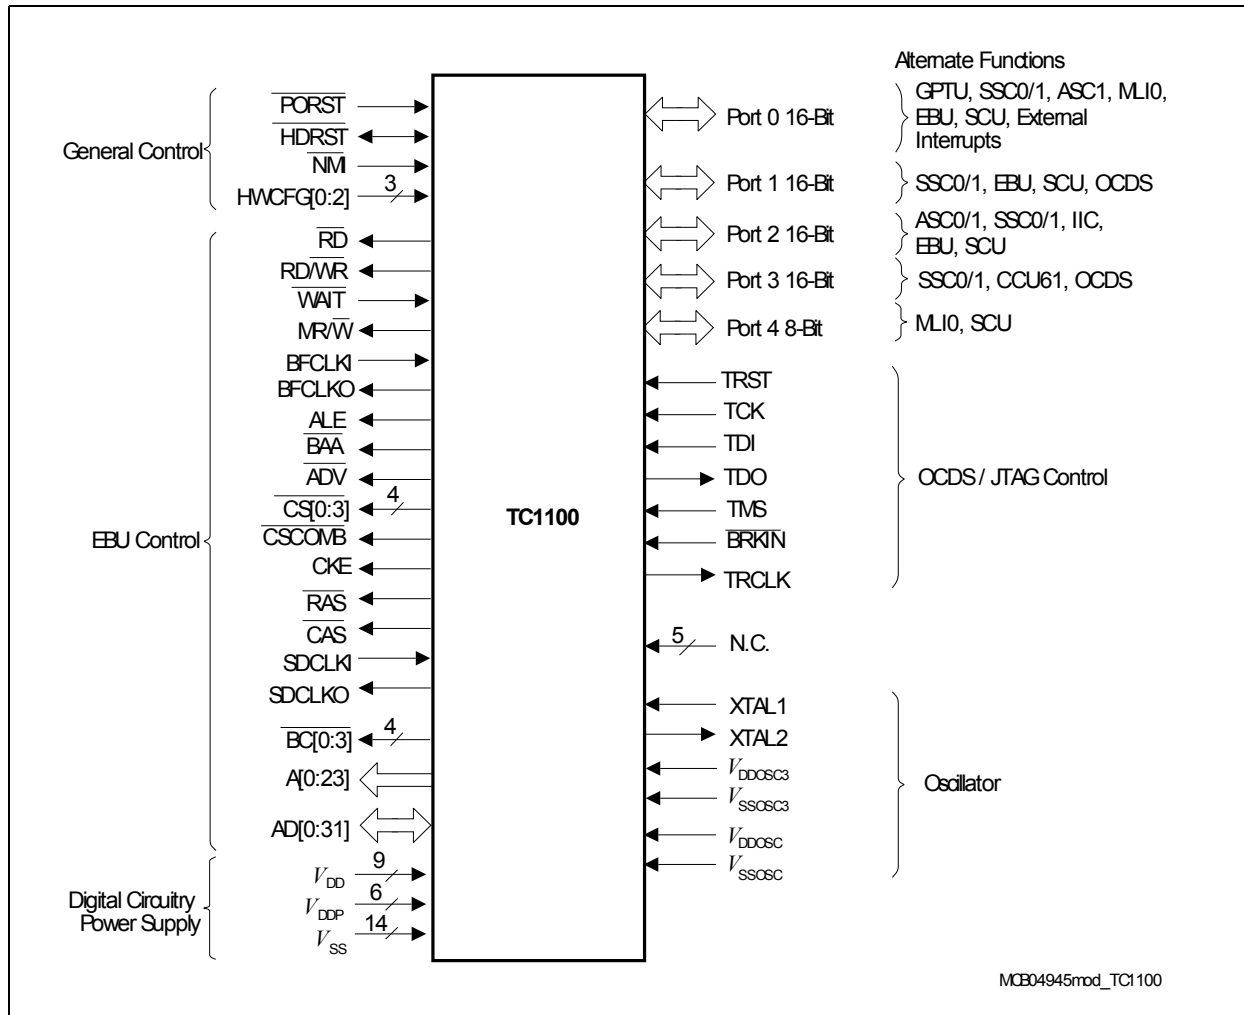 General Control
PORST
HDRST
NMI
HWCFG[0:2]
3
EBU Control
RD
RD/WR
WAIT
MR/W
BFCLKI
BFCLKO
ALE
BAA
ADV
CS[0:3]
4
CSCOMB
CKE
RAS
CAS
SDCLKI
SDCLKO
BC[0:3]
4
A[0:23]
AD[0:31]
Digital Circuitry
Power Supply
VDD
9
VDDP
6
VSS
14
TC1100
Alternate Functions
Port 0 16-Bit
GPTU, SSC0/1, ASC1, MLI0,
EBU, SCU, External
Interrupts
Port 1 16-Bit
SSC0/1, EBU, SCU, OCDS
Port 2 16-Bit
ASC0/1, SSC0/1, IIC,
EBU, SCU
Port 3 16-Bit
SSC0/1, CCU61, OCDS
Port 4 8-Bit
MLI0, SCU
TRST
TCK
TDI
TDO
TMS
BRKIN
TRCLK
OCDS / JTAG Control
5
N.C.
XTAL1
XTAL2
VDDOSC3
VSSOSC3
VDDOSC
VSSOSC
Oscillator
MCB04945mod_TC1100